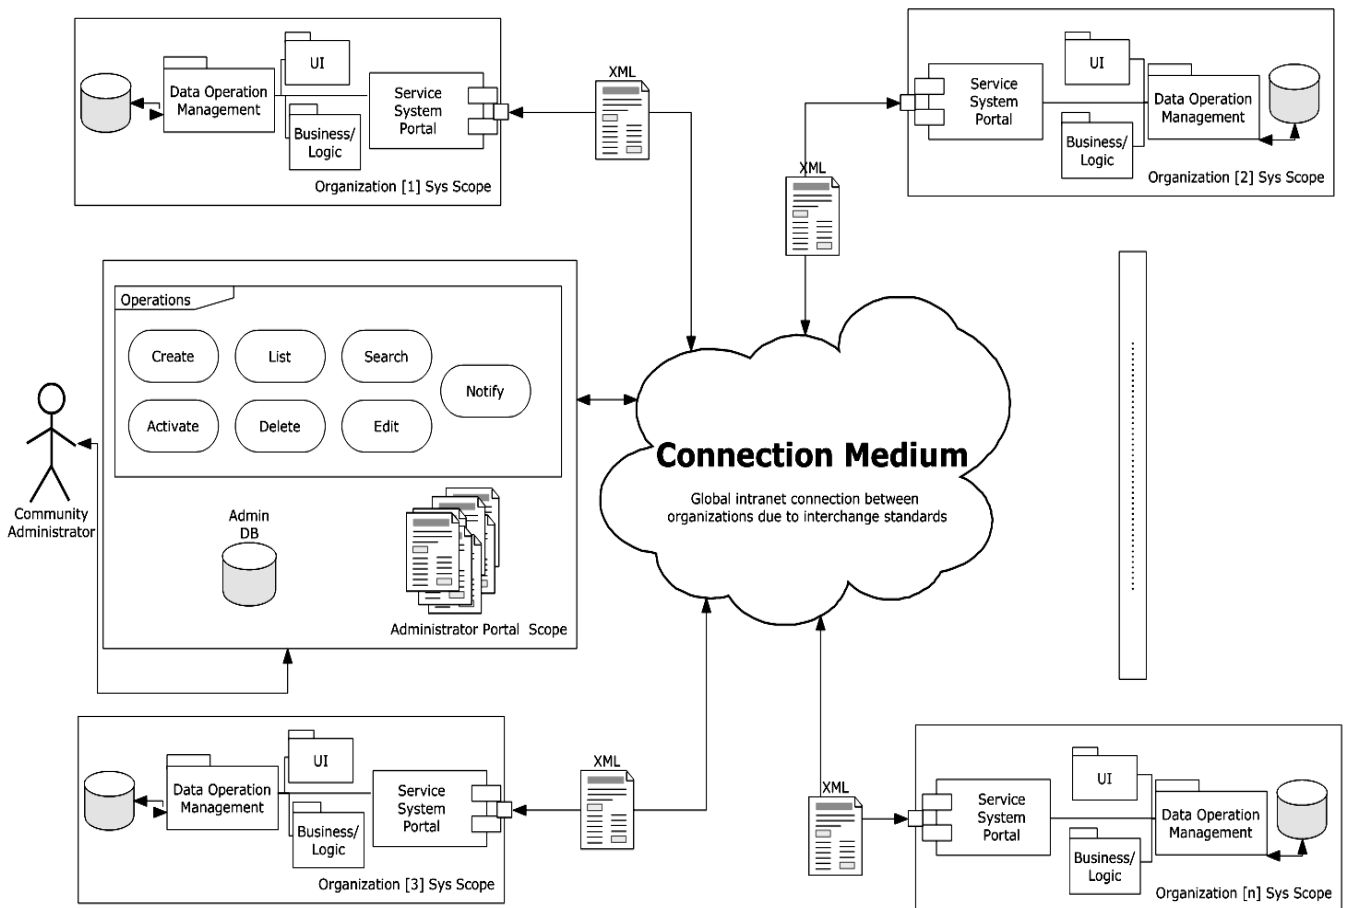 UI
Data Operation
Management
Business/
Logic
Service
System
Portal
Organization [1] Sys Scope
XML
XML
Service
System
Portal
UI
Business/
Logic
Data Operation
Management
Organization [2] Sys Scope
Operations
Create
List
Search
Notify
Activate
Delete
Edit
Community
Administrator
Admin
DB
Administrator Portal Scope
Connection Medium
Global intranet connection between
organizations due to interchange standards
UI
Data Operation
Management
Business/
Logic
Service
System
Portal
Organization [3] Sys Scope
XML
XML
Service
System
Portal
UI
Business/
Logic
Data Operation
Management
Organization [n] Sys Scope